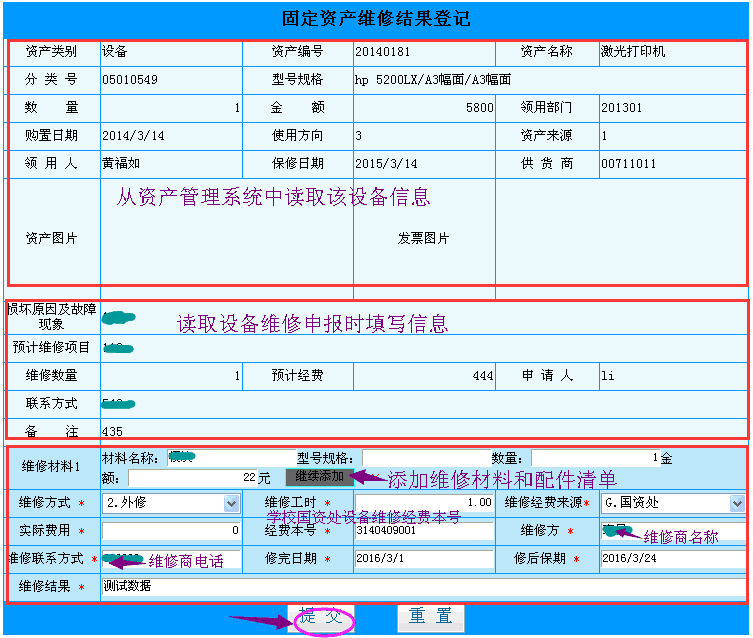 固定资产维修结果登记
资产类别 设备 资产编号 20140181 资产名称 激光打印机
分 类 号 05010549 型号规格 hp 5200LX/A3幅面/A3幅面
数 量 1 金 额 5800 领用部门 201301
购置日期 2014/3/14 使用方向 3 资产来源 1
领 用 人 黄福如 保修日期 2015/3/14 供 货 商 00711011
从资产管理系统中读取该设备信息
资产图片 发票图片
损坏原因及故障
现象
读取设备维修申报时填写信息
预计维修项目
维修数量 1 预计经费 444 申 请 人 li
联系方式
备 注 435
维修材料1 材料名称: 型号规格: 数量: 1 金
额: 22 元 继续添加 添加维修材料和配件清单
维修方式 * 2.外修 维修工时 * 1.00 维修经费来源* G.国资处
学校国资处设备维修经费本号
实际费用 * 0 经费本号 * 3140409001 维修方 * 维修商名称
维修联系方式 * 维修商电话 修完日期 * 2016/3/1 修后保期 * 2016/3/24
维修结果 * 测试数据
提 交 重 置